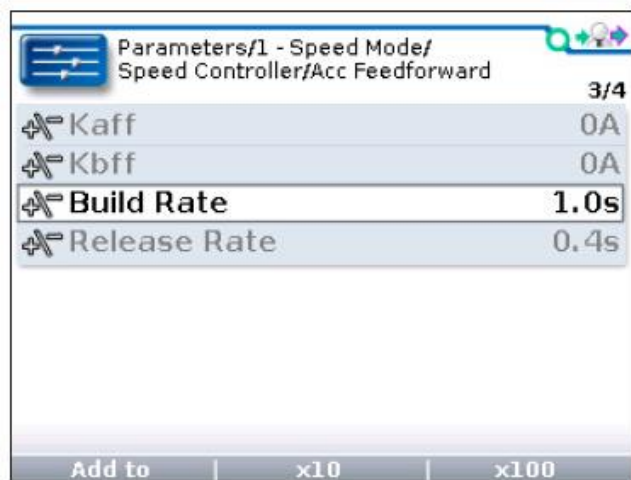 Parameters/1 - Speed Mode/
Speed Controller/Acc Feedforward
3/4
Kaff 0A
Kbff 0A
Build Rate 1.0s
Release Rate 0.4s
Add to | x10 | x100